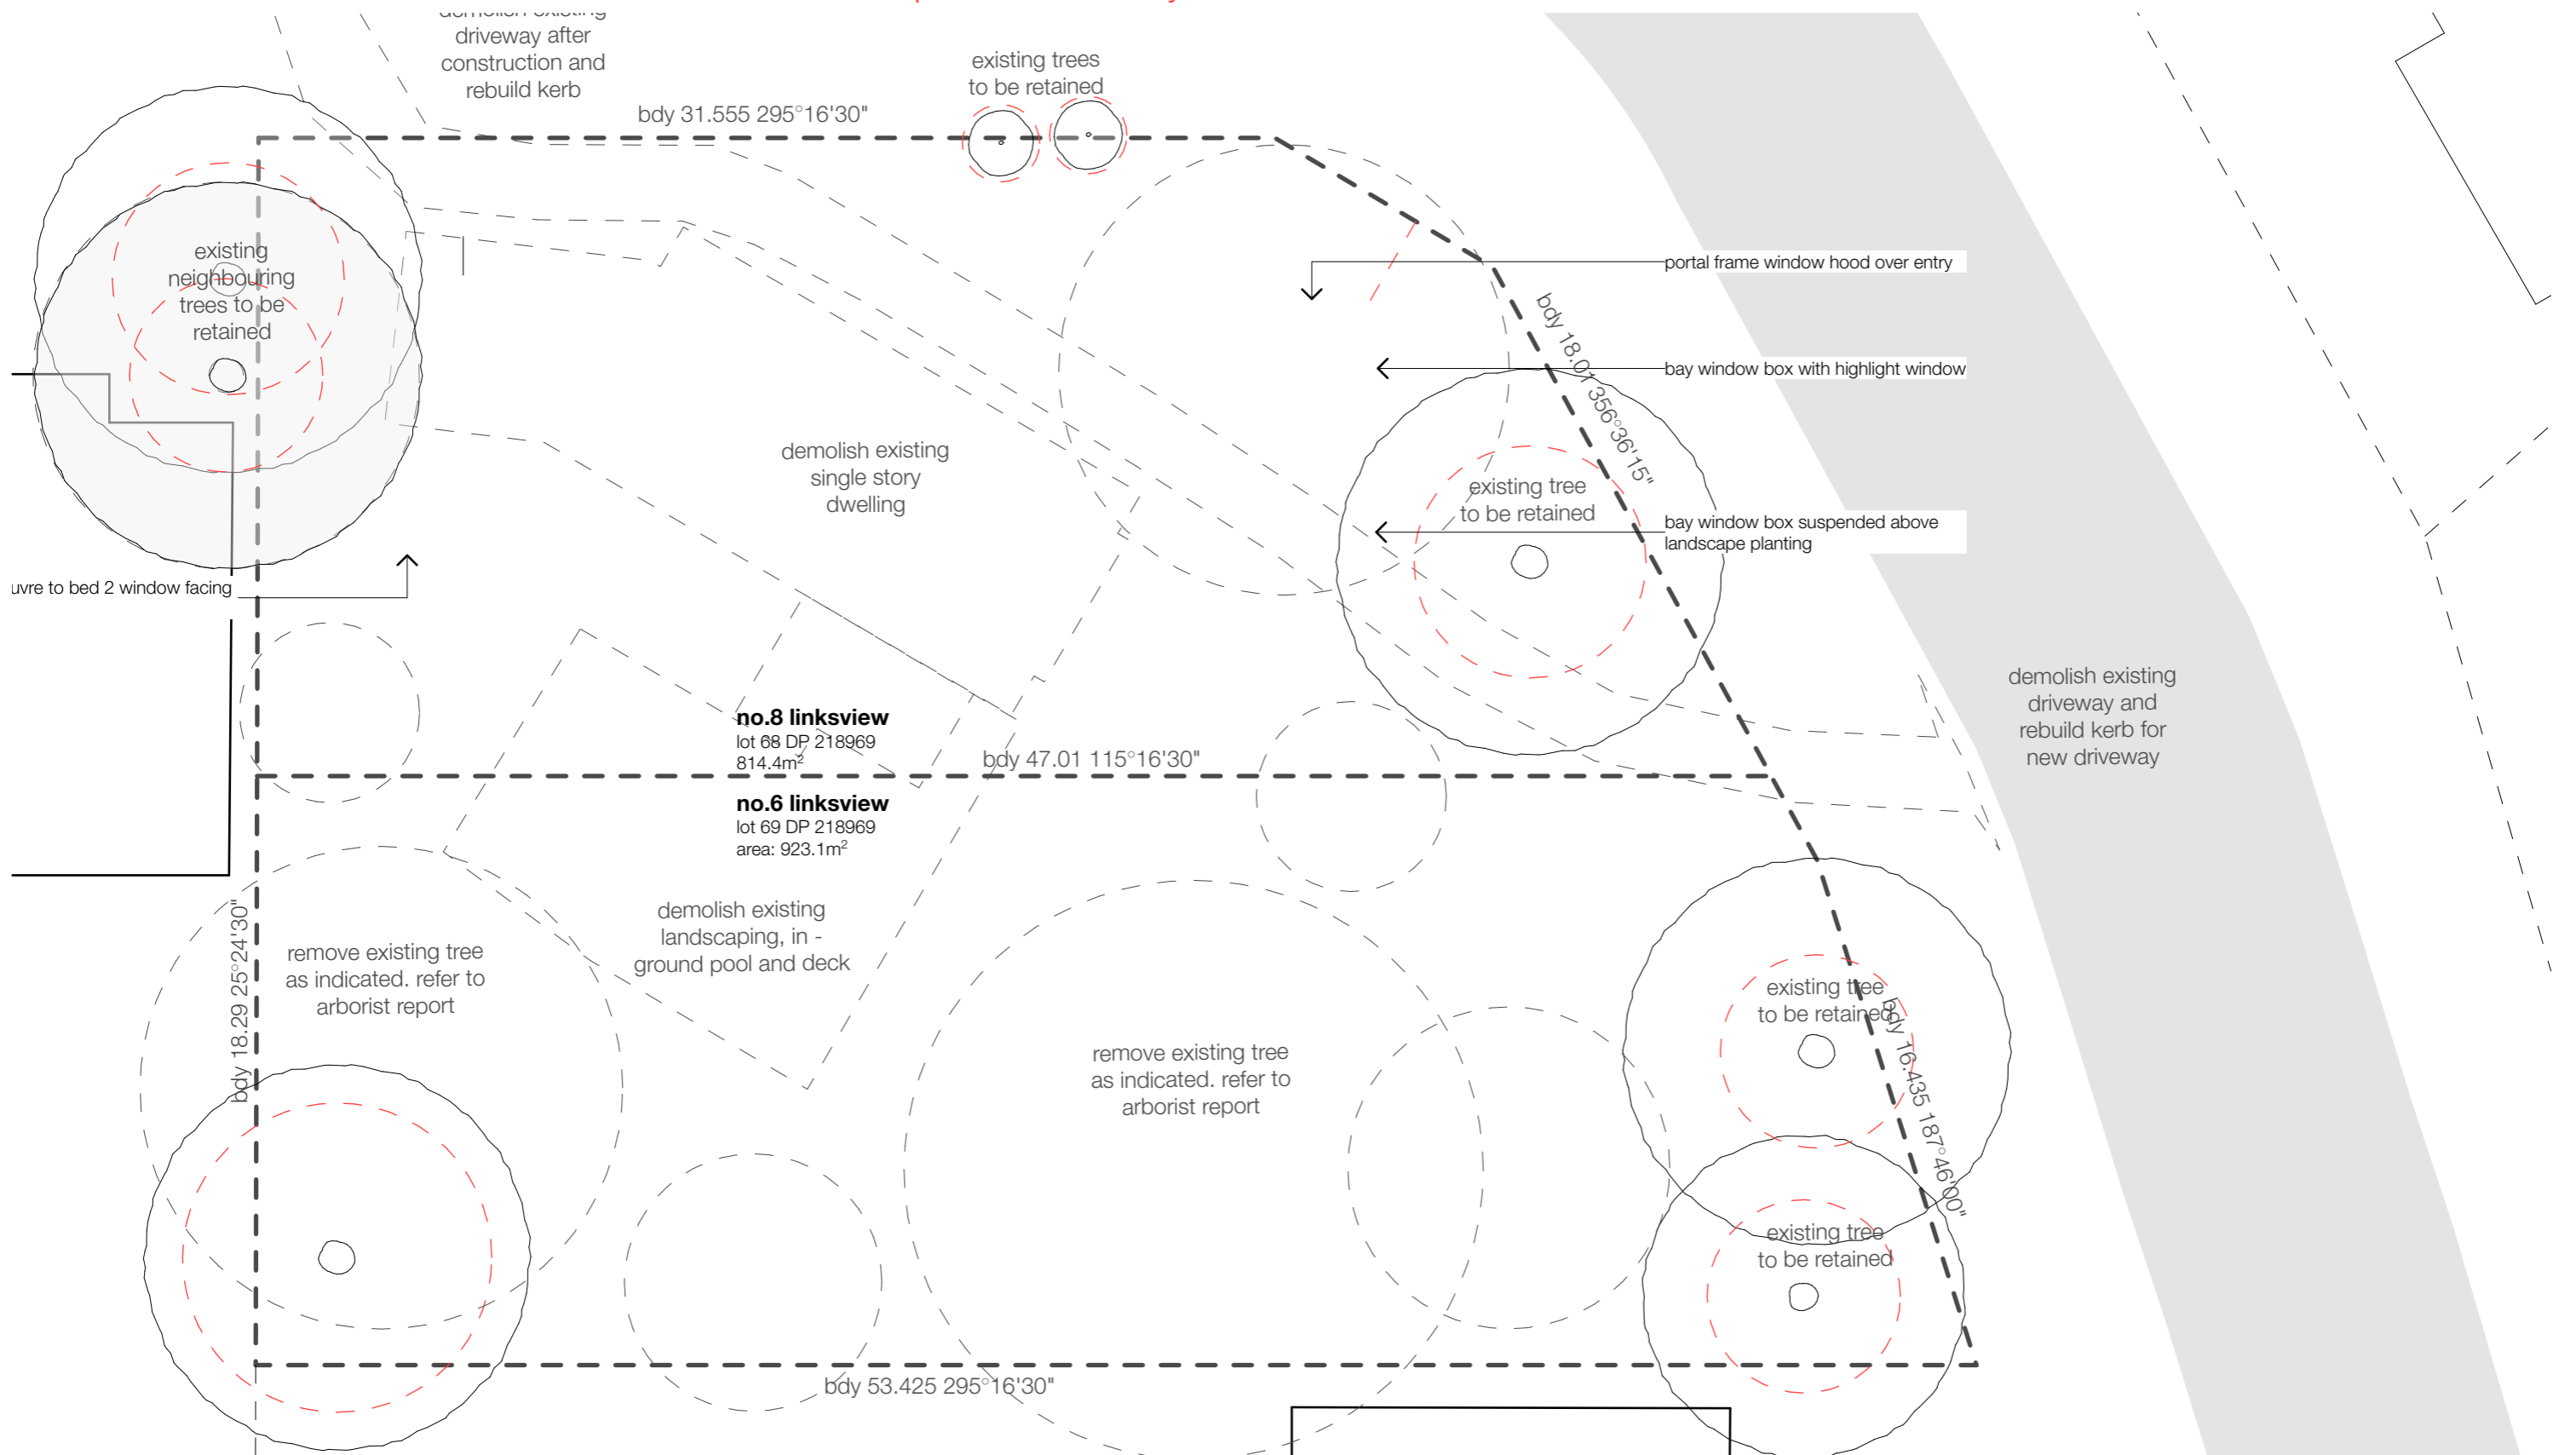 driveway after
construction and
rebuild kerb
existing trees
to be retained
bdy 31.555 295°16'30"
existing
neighbouring
trees to be
retained
portal frame window hood over entry
bdy 18.01 356°36'15"
bay window box with highlight window
demolish existing
single story
dwelling
existing tree
to be retained
bay window box suspended above
landscape planting
to bed 2 window facing
demolish existing
driveway and
rebuild kerb for
new driveway
no.8 linksview
lot 68 DP 218969
814.4m²
bdy 47.01 115°16'30"
no.6 linksview
lot 69 DP 218969
area: 923.1m²
bdy 18.29 25°24'30"
demolish existing
landscaping, in -
ground pool and deck
remove existing tree
as indicated. refer to
arborist report
existing tree
to be retained
bdy 16.435 187°46'00"
remove existing tree
as indicated. refer to
arborist report
existing tree
to be retained
bdy 53.425 295°16'30"